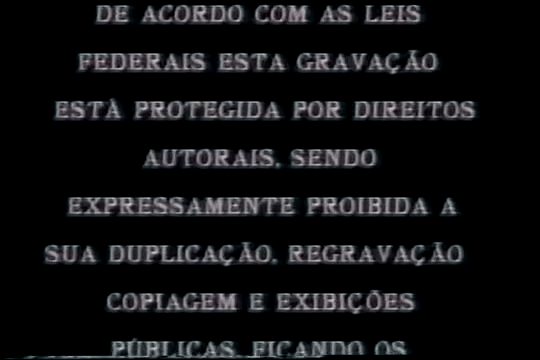 DE ACORDO COM AS LEIS
FEDERAIS ESTA GRAVAÇÃO
ESTÁ PROTEGIDA POR DIREITOS
AUTORAIS, SENDO
EXPRESSAMENTE PROIBIDA A
SUA DUPLICAÇÃO, REGRAVAÇÃO
COPIAGEM E EXIBIÇÕES
PÚBLICAS, FICANDO OS